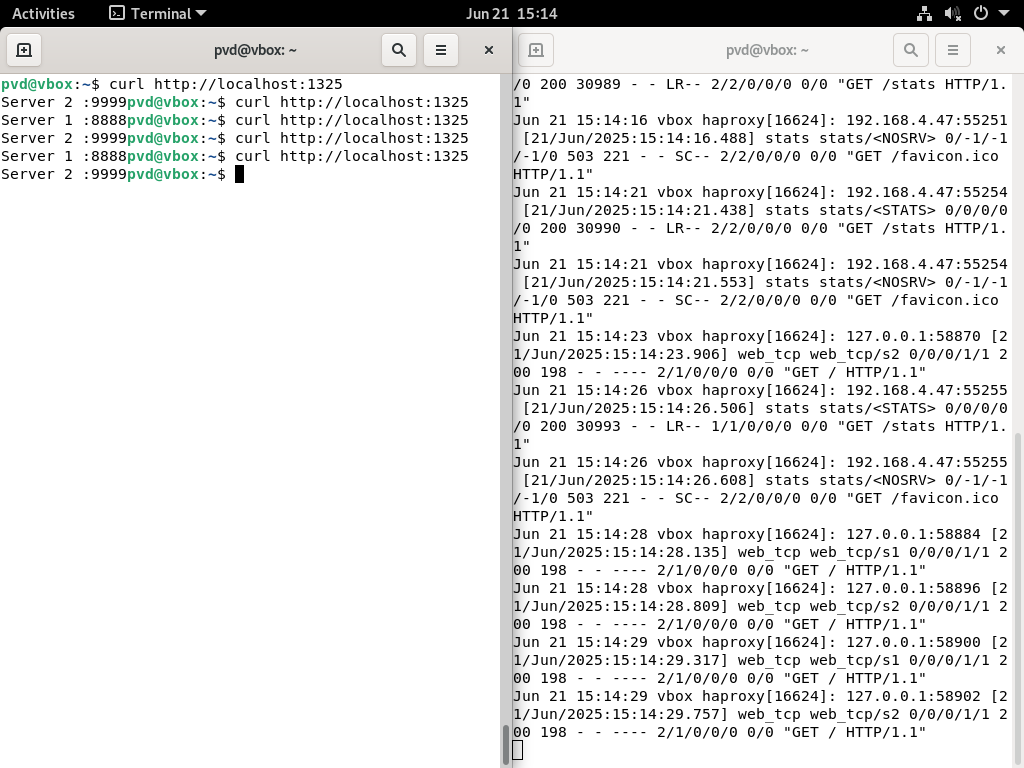 Activities Terminal Jun 21 15:14
pvd@vbox: ~
pvd@vbox:~$ curl http://localhost:1325
Server 2 :9999pvd@vbox:~$ curl http://localhost:1325
Server 1 :8888pvd@vbox:~$ curl http://localhost:1325
Server 2 :9999pvd@vbox:~$ curl http://localhost:1325
Server 1 :8888pvd@vbox:~$ curl http://localhost:1325
Server 2 :9999pvd@vbox:~$
pvd@vbox: ~
/0 200 30989 - - LR-- 2/2/0/0/0 0/0 "GET /stats HTTP/1.
1"
Jun 21 15:14:16 vbox haproxy[16624]: 192.168.4.47:55251
[21/Jun/2025:15:14:16.488] stats stats/<NOSRV> 0/-1/-1
/-1/0 503 221 - - SC-- 2/2/0/0/0 0/0 "GET /favicon.ico
HTTP/1.1"
Jun 21 15:14:21 vbox haproxy[16624]: 192.168.4.47:55254
[21/Jun/2025:15:14:21.438] stats stats/<STATS> 0/0/0/0
/0 200 30990 - - LR-- 2/2/0/0/0 0/0 "GET /stats HTTP/1.
1"
Jun 21 15:14:21 vbox haproxy[16624]: 192.168.4.47:55254
[21/Jun/2025:15:14:21.553] stats stats/<NOSRV> 0/-1/-1
/-1/0 503 221 - - SC-- 2/2/0/0/0 0/0 "GET /favicon.ico
HTTP/1.1"
Jun 21 15:14:23 vbox haproxy[16624]: 127.0.0.1:58870 [2
1/Jun/2025:15:14:23.906] web_tcp web_tcp/s2 0/0/0/1/1 2
00 198 - - ---- 2/1/0/0/0 0/0 "GET / HTTP/1.1"
Jun 21 15:14:26 vbox haproxy[16624]: 192.168.4.47:55255
[21/Jun/2025:15:14:26.506] stats stats/<STATS> 0/0/0/0
/0 200 30993 - - LR-- 1/1/0/0/0 0/0 "GET /stats HTTP/1.
1"
Jun 21 15:14:26 vbox haproxy[16624]: 192.168.4.47:55255
[21/Jun/2025:15:14:26.608] stats stats/<NOSRV> 0/-1/-1
/-1/0 503 221 - - SC-- 2/2/0/0/0 0/0 "GET /favicon.ico
HTTP/1.1"
Jun 21 15:14:28 vbox haproxy[16624]: 127.0.0.1:58884 [2
1/Jun/2025:15:14:28.135] web_tcp web_tcp/s1 0/0/0/1/1 2
00 198 - - ---- 2/1/0/0/0 0/0 "GET / HTTP/1.1"
Jun 21 15:14:28 vbox haproxy[16624]: 127.0.0.1:58896 [2
1/Jun/2025:15:14:28.809] web_tcp web_tcp/s2 0/0/0/1/1 2
00 198 - - ---- 2/1/0/0/0 0/0 "GET / HTTP/1.1"
Jun 21 15:14:29 vbox haproxy[16624]: 127.0.0.1:58900 [2
1/Jun/2025:15:14:29.317] web_tcp web_tcp/s1 0/0/0/1/1 2
00 198 - - ---- 2/1/0/0/0 0/0 "GET / HTTP/1.1"
Jun 21 15:14:29 vbox haproxy[16624]: 127.0.0.1:58902 [2
1/Jun/2025:15:14:29.757] web_tcp web_tcp/s2 0/0/0/1/1 2
00 198 - - ---- 2/1/0/0/0 0/0 "GET / HTTP/1.1"